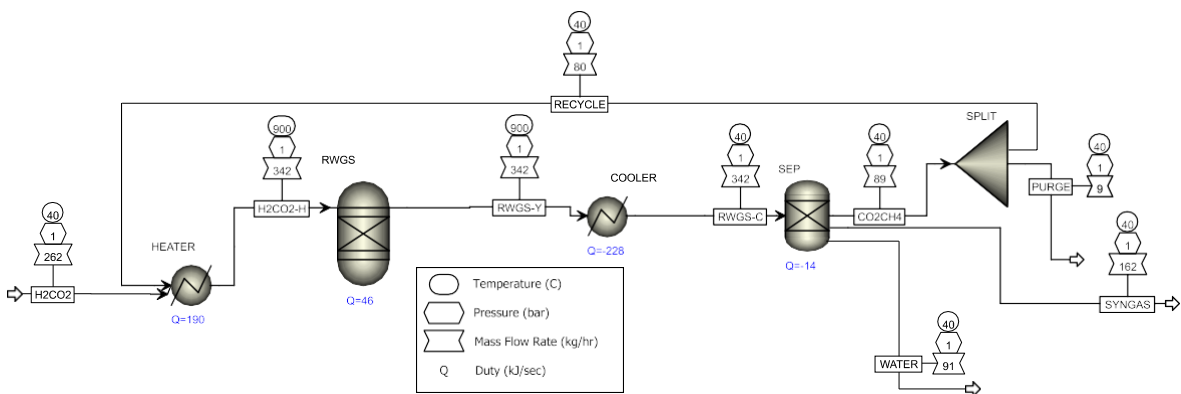 40
1
80
RECYCLE
SPLIT
900
1
342
H2CO2-H
RWGS
900
1
342
RWGS-Y
COOLER
Q=-228
40
1
342
RWGS-C
SEP
Q=-14
40
1
89
CO2CH4
40
1
9
PURGE
40
1
262
H2CO2
HEATER
Q=190
Q=46
40
1
162
SYNGAS
Temperature (C)
Pressure (bar)
Mass Flow Rate (kg/hr)
Q Duty (kJ/sec)
40
1
91
WATER